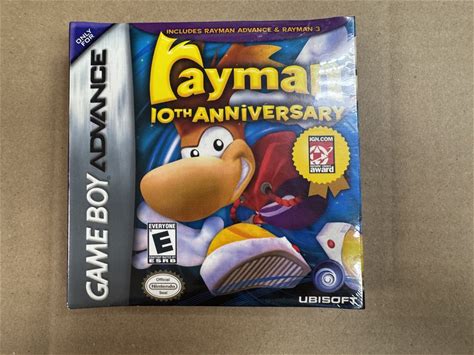 ONLY FOR
GAME BOY ADVANCE
INCLUDES RAYMAN ADVANCE & RAYMAN 3
rayman
10TH ANNIVERSARY
IGN.COM
award
EVERYONE
E
ESRB
Official
Nintendo
Seal
UBISOFT